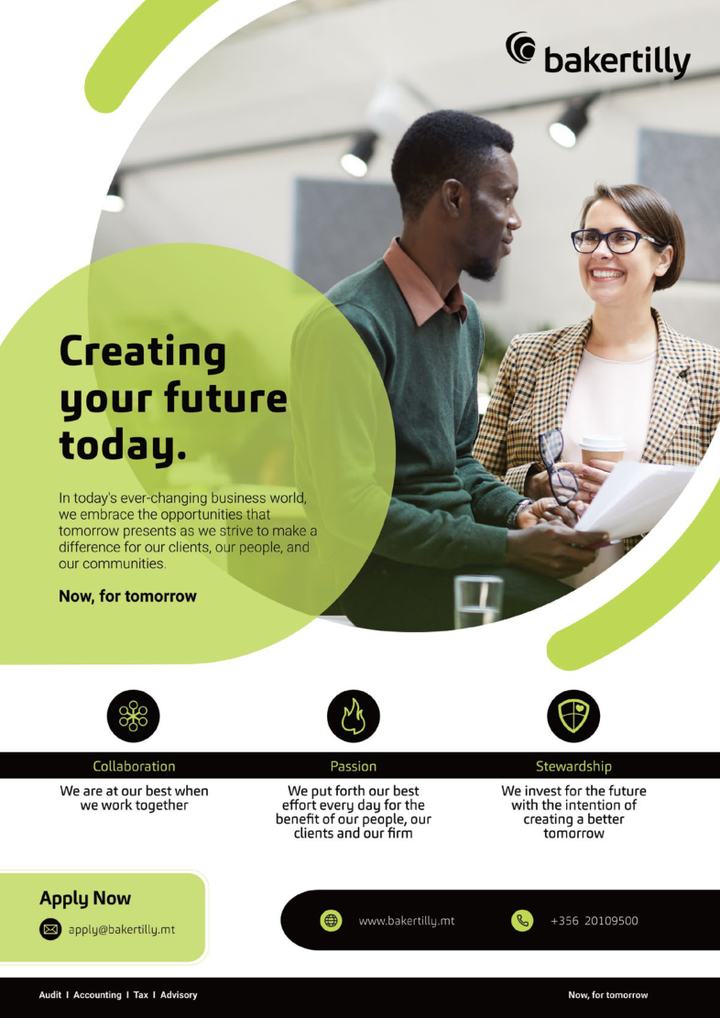 bakertilly
Creating
your future
today.
In today's ever-changing business world,
we embrace the opportunities that
tomorrow presents as we strive to make a
difference for our clients, our people, and
our communities.
Now, for tomorrow
Collaboration
We are at our best when
we work together
Passion
We put forth our best
effort every day for the
benefit of our people, our
clients and our firm
Stewardship
We invest for the future
with the intention of
creating a better
tomorrow
Apply Now
apply@bakertilly.mt
www.bakertilly.mt
+356 20109500
Audit I Accounting I Tax I Advisory
Now, for tomorrow